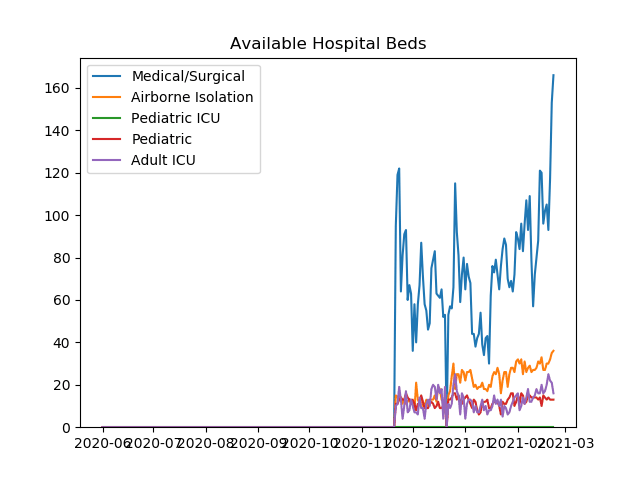 Available Hospital Beds
Medical/Surgical
Airborne Isolation
Pediatric ICU
Pediatric
Adult ICU
160
140
120
100
80
60
40
20
0
2020-06 2020-07 2020-08 2020-09 2020-10 2020-11 2020-12 2021-01 2021-02 2021-03